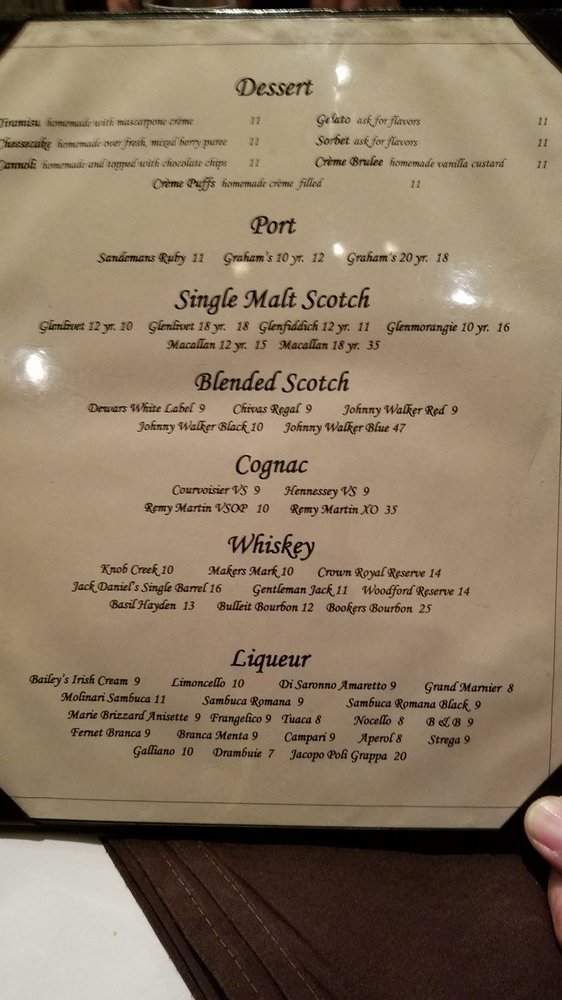 Dessert
Tiramisu homemade with mascarpone crème 11 Gelato ask for flavors 11
Cheesecake homemade over fresh, mixed berry puree 11 Sorbet ask for flavors 11
Cannoli homemade and topped with chocolate chips 11 Crème Brulee homemade vanilla custard 11
Crème Puffs homemade crème filled 11
Port
Sandemans Ruby 11 Graham's 10 yr. 12 Graham's 20 yr. 18
Single Malt Scotch
Glenlivet 12 yr. 10 Glenlivet 18 yr. 18 Glenfiddich 12 yr. 11 Glenmorangie 10 yr. 16
Macallan 12 yr. 15 Macallan 18 yr. 35
Blended Scotch
Dewars White Label 9 Chivas Regal 9 Johnny Walker Red 9
Johnny Walker Black 10 Johnny Walker Blue 47
Cognac
Courvoisier VS 9 Hennessey VS 9
Remy Martin VSOP 10 Remy Martin XO 35
Whiskey
Knob Creek 10 Makers Mark 10 Crown Royal Reserve 14
Jack Daniel's Single Barrel 16 Gentleman Jack 11 Woodford Reserve 14
Basil Hayden 13 Bulleit Bourbon 12 Bookers Bourbon 25
Liqueur
Bailey's Irish Cream 9 Limoncello 10 Di Saronno Amaretto 9 Grand Marnier 8
Molinari Sambuca 11 Sambuca Romana 9 Sambuca Romana Black 9
Marie Brizzard Anisette 9 Frangelico 9 Tuaca 8 Nocello 8 B & B 9
Fernet Branca 9 Branca Menta 9 Campari 9 Aperol 8 Strega 9
Galliano 10 Drambuie 7 Jacopo Poli Grappa 20